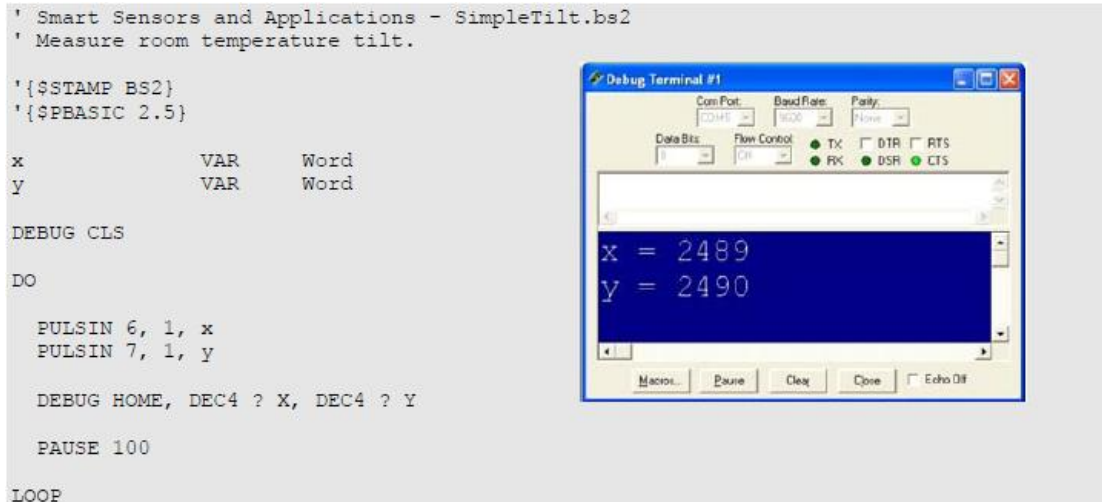 ' Smart Sensors and Applications - SimpleTilt.bs2
' Measure room temperature tilt.
'{$STAMP BS2}
'{$PBASIC 2.5}
x VAR Word
y VAR Word
DEBUG CLS
DO
PULSIN 6, 1, x
PULSIN 7, 1, y
DEBUG HOME, DEC4 ? X, DEC4 ? Y
PAUSE 100
LOOP
Debug Terminal #1
Com Port: Baud Rate: Parity:
9600 None
Data Bits: Flow Control: TX DTR RTS
8 RX DSR CTS
x = 2489
y = 2490
Macros... Pause Clear Close Echo Off